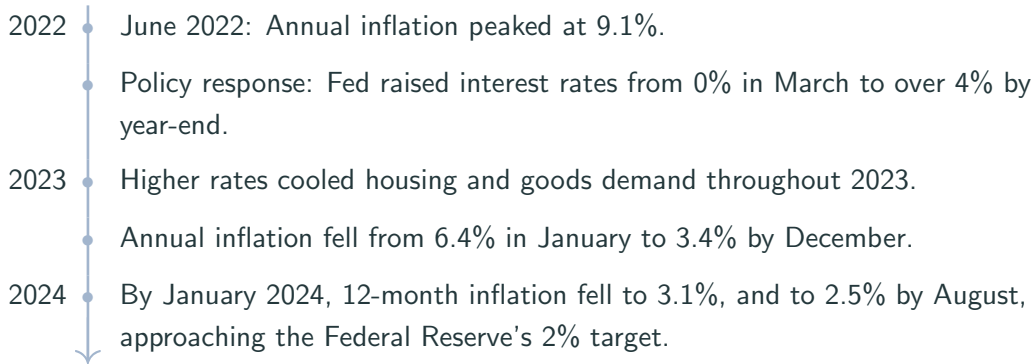 2022 June 2022: Annual inflation peaked at 9.1%.
Policy response: Fed raised interest rates from 0% in March to over 4% by
year-end.
2023 Higher rates cooled housing and goods demand throughout 2023.
Annual inflation fell from 6.4% in January to 3.4% by December.
2024 By January 2024, 12-month inflation fell to 3.1%, and to 2.5% by August,
approaching the Federal Reserve's 2% target.